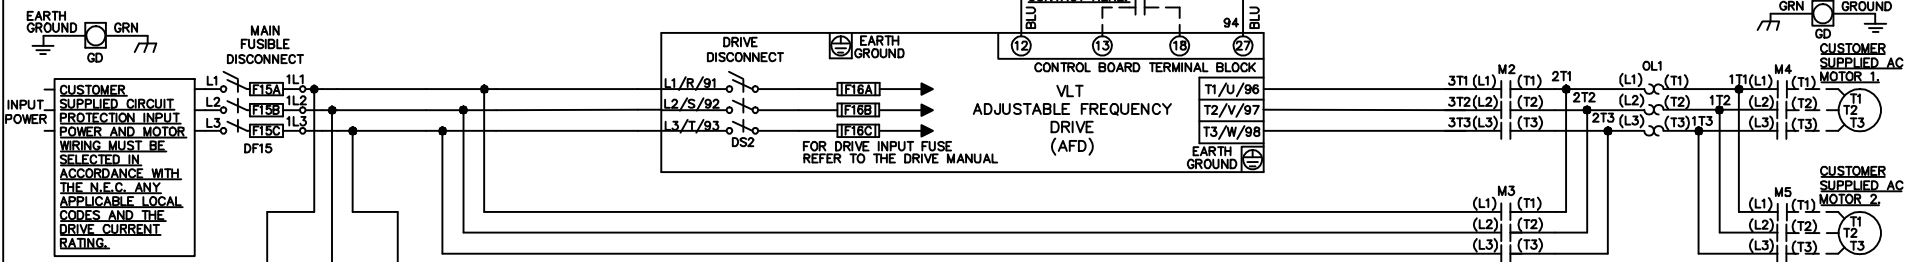 EARTH
GROUND
GRN
GD
MAIN
FUSIBLE
DISCONNECT
INPUT
POWER
CUSTOMER
SUPPLIED CIRCUIT
PROTECTION INPUT
POWER AND MOTOR
WIRING MUST BE
SELECTED IN
ACCORDANCE WITH
THE N.E.C. ANY
APPLICABLE LOCAL
CODES AND THE
DRIVE CURRENT
RATING.
L1 F15A 1L1
L2 F15B 1L2
L3 F15C 1L3
DF15
BLU
94 BLU
12 13 18 27
CONTROL BOARD TERMINAL BLOCK
DRIVE
DISCONNECT
EARTH
GROUND
L1/R/91 F16A
L2/S/92 F16B
L3/T/93 F16C
DS2
FOR DRIVE INPUT FUSE
REFER TO THE DRIVE MANUAL
VLT
ADJUSTABLE FREQUENCY
DRIVE
(AFD)
T1/U/96
T2/V/97
T3/W/98
EARTH
GROUND
M2
3T1 (L1) (T1) 2T1
3T2(L2) (T2) 2T2
3T3(L3) (T3) 2T3
M3
(L1) (T1)
(L2) (T2)
(L3) (T3)
OL1
(L1) (T1) 1T1
(L2) (T2) 1T2
(L3) (T3) 1T3
GRN GROUND
GD
M4
(L1) (T1)
(L2) (T2)
(L3) (T3)
CUSTOMER
SUPPLIED AC
MOTOR 1.
T1
T2
T3
M5
(L1) (T1)
(L2) (T2)
(L3) (T3)
CUSTOMER
SUPPLIED AC
MOTOR 2.
T1
T2
T3